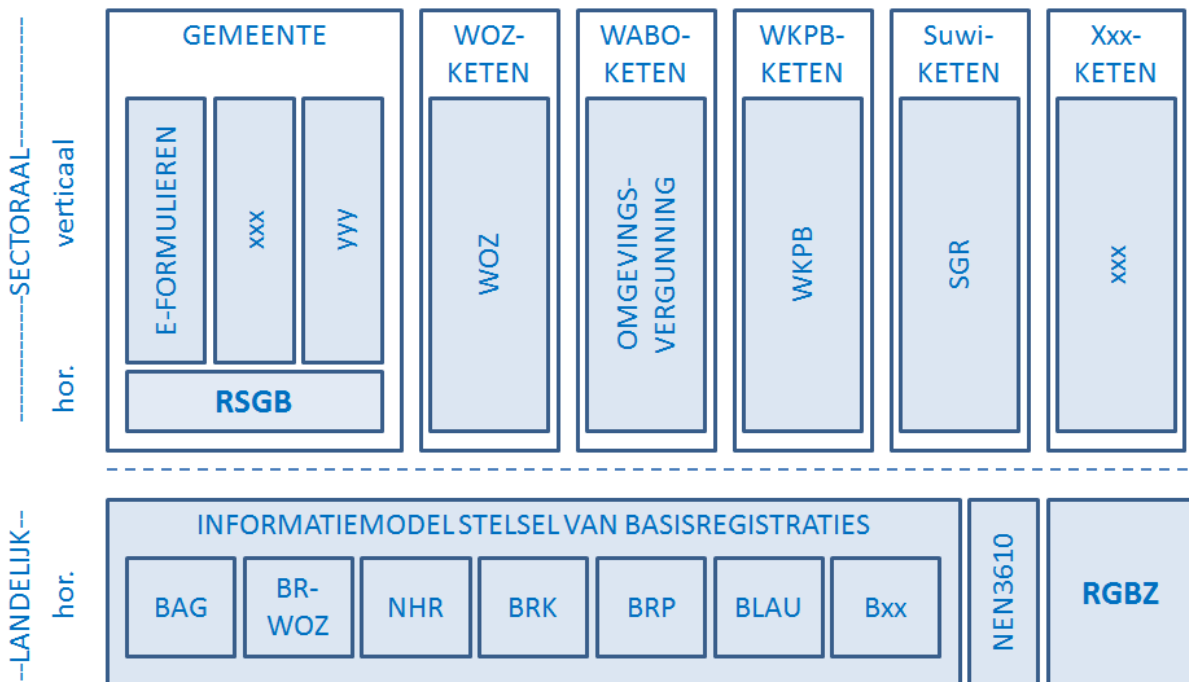 GEMEENTE
WOZ-
KETEN
WABO-
KETEN
WKPB-
KETEN
Suwi-
KETEN
Xxx-
KETEN
------------SECTORAAL------------
verticaal
hor.
E-FORMULIEREN
xxx
yyy
RSGB
WOZ
OMGEVINGS-
VERGUNNING
WKPB
SGR
xxx
--LANDELIJK--
hor.
INFORMATIEMODEL STELSEL VAN BASISREGISTRATIES
BAG
BR-
WOZ
NHR
BRK
BRP
BLAU
Bxx
NEN3610
RGBZ